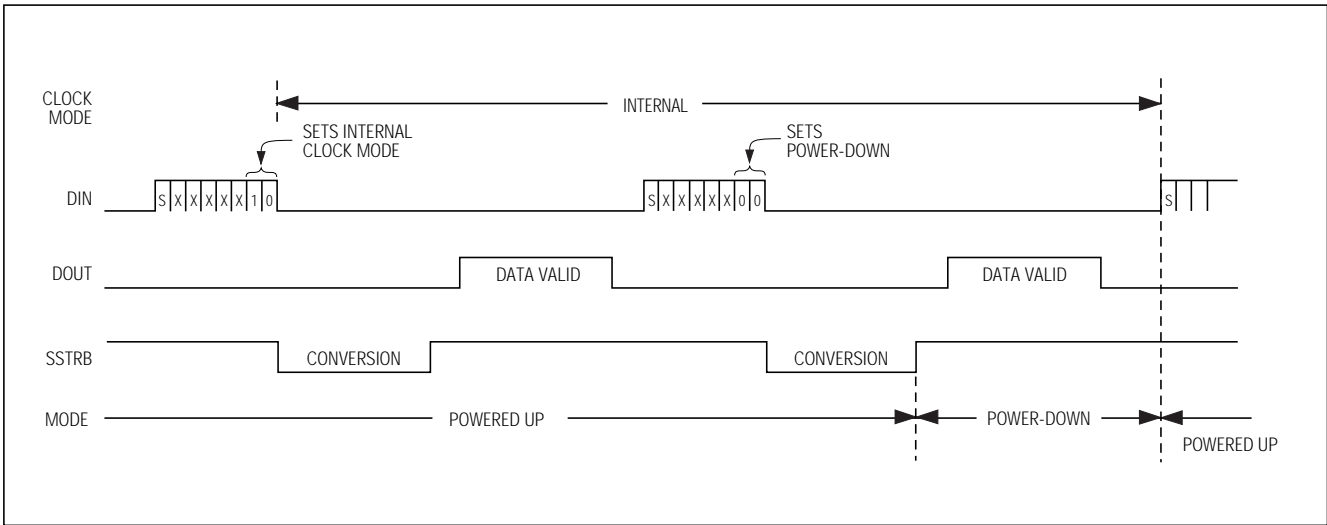 CLOCK
MODE
INTERNAL
SETS INTERNAL
CLOCK MODE
SETS
POWER-DOWN
DIN
S X X X X X 1 0
S X X X X X 0 0
S
DOUT
DATA VALID
DATA VALID
SSTRB
CONVERSION
CONVERSION
MODE
POWERED UP
POWER-DOWN
POWERED UP